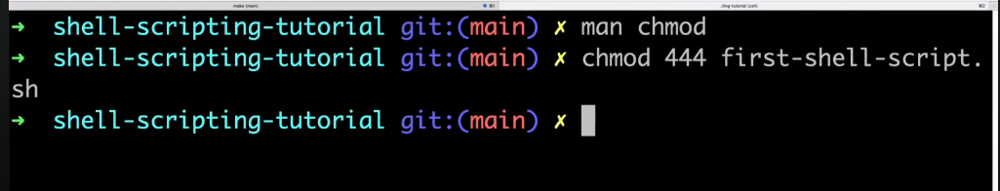 make (main) ⌘1 ..ting-tutorial (zsh) ⌘2
➜ shell-scripting-tutorial git:(main) ✗ man chmod
➜ shell-scripting-tutorial git:(main) ✗ chmod 444 first-shell-script.
sh
➜ shell-scripting-tutorial git:(main) ✗